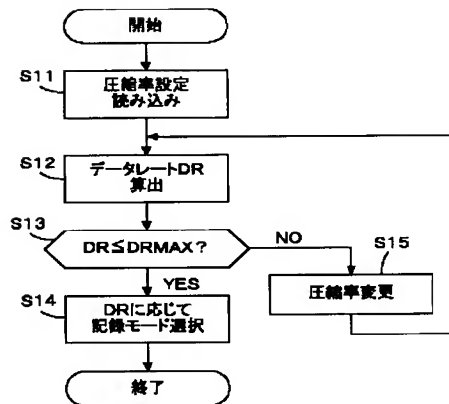 開始
S11
圧縮率設定
読み込み
S12
データレートDR
算出
S13
DR≦DRMAX?
NO
S15
YES
圧縮率変更
S14
DRに応じて
記録モード選択
終了